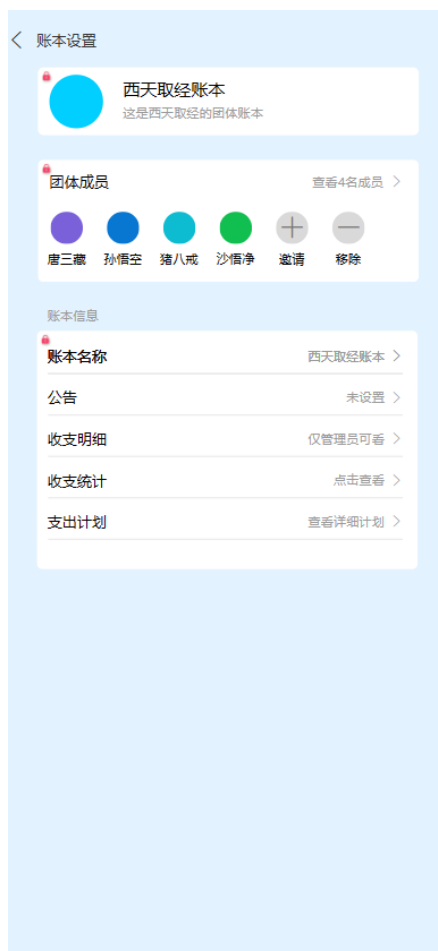 账本设置
西天取经账本
这是西天取经的团体账本
团体成员 查看4名成员
唐三藏 孙悟空 猪八戒 沙悟净 邀请 移除
账本信息
账本名称 西天取经账本
公告 未设置
收支明细 仅管理员可看
收支统计 点击查看
支出计划 查看详细计划